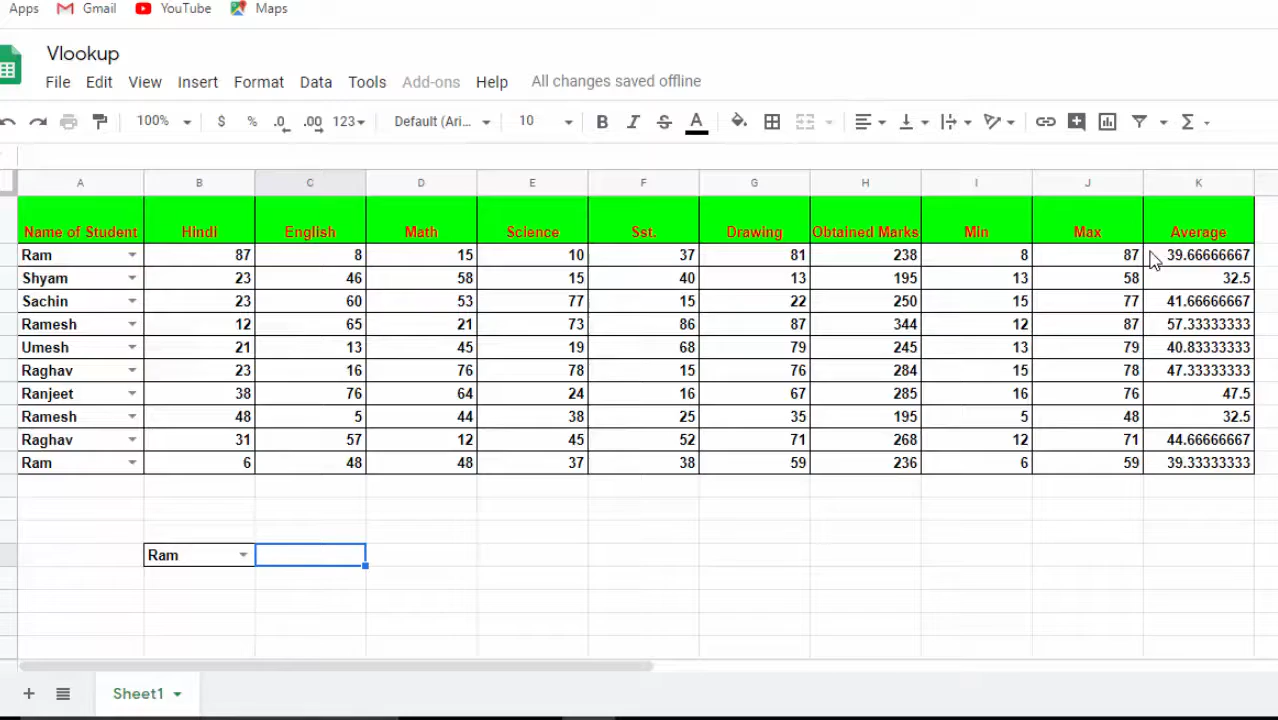 Apps Gmail YouTube Maps
Vlookup
File Edit View Insert Format Data Tools Add-ons Help All changes saved offline
100% $ % .0 .00 123 Default (Ari... 10 B I S A Σ
A B C D E F G H I J K
Name of Student Hindi English Math Science Sst. Drawing Obtained Marks Min Max Average
Ram 87 8 15 10 37 81 238 8 87 39.66666667
Shyam 23 46 58 15 40 13 195 13 58 32.5
Sachin 23 60 53 77 15 22 250 15 77 41.66666667
Ramesh 12 65 21 73 86 87 344 12 87 57.33333333
Umesh 21 13 45 19 68 79 245 13 79 40.83333333
Raghav 23 16 76 78 15 76 284 15 78 47.33333333
Ranjeet 38 76 64 24 16 67 285 16 76 47.5
Ramesh 48 5 44 38 25 35 195 5 48 32.5
Raghav 31 57 12 45 52 71 268 12 71 44.66666667
Ram 6 48 48 37 38 59 236 6 59 39.33333333
Ram
+ Sheet1